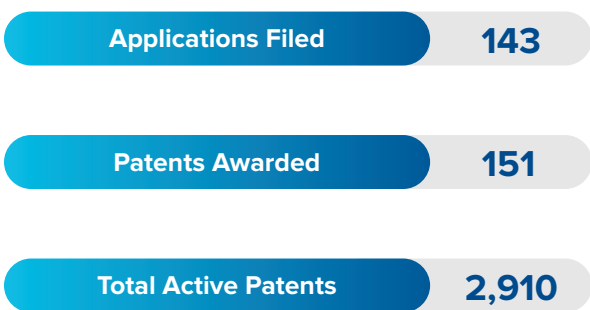 Applications Filed 143
Patents Awarded 151
Total Active Patents 2,910